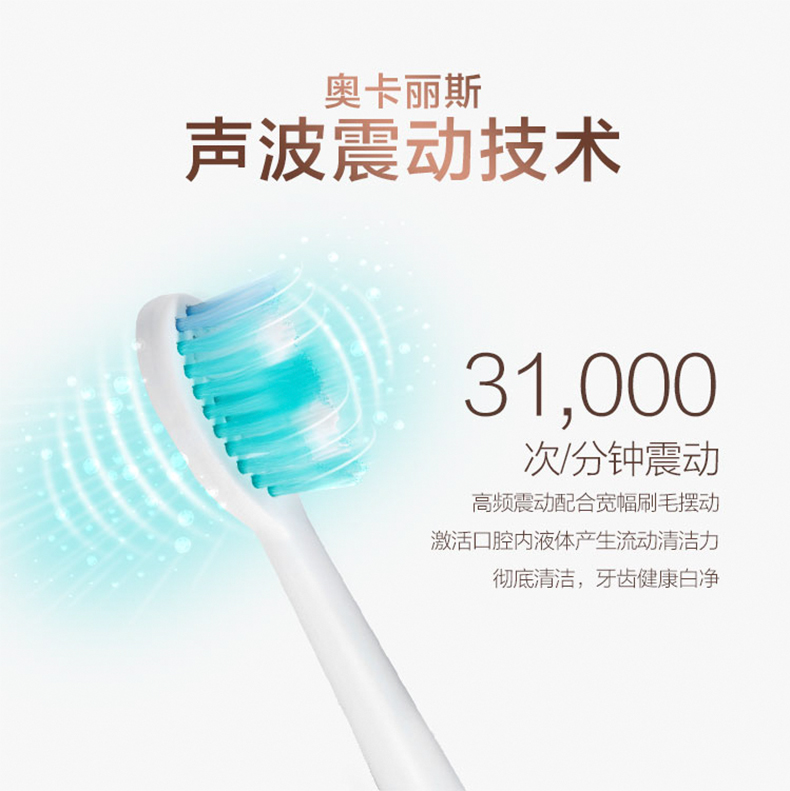 奥卡丽斯
声波震动技术
31,000
次/分钟震动
高频震动配合宽幅刷毛摆动
激活口腔内液体产生流动清洁力
彻底清洁，牙齿健康白净